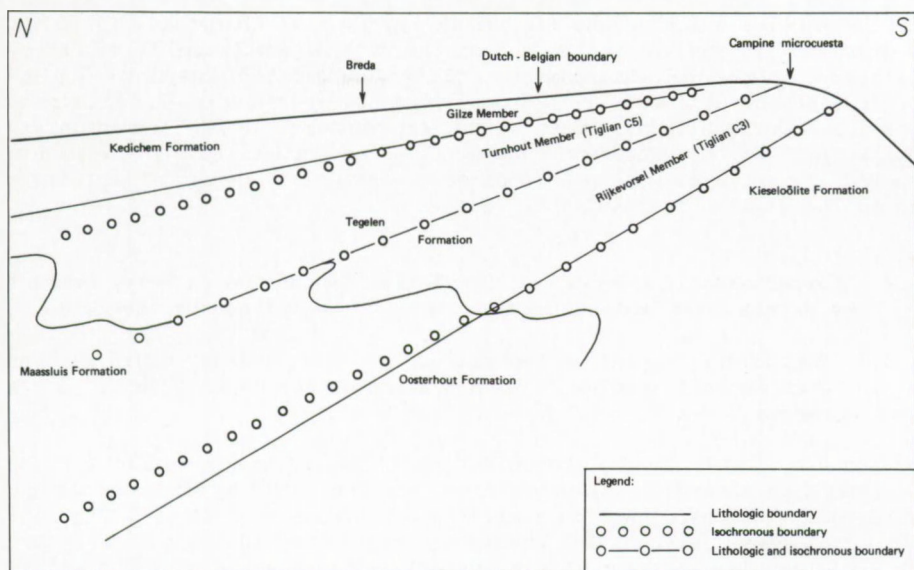 N
S
Campine microcuesta
Dutch - Belgian boundary
Breda
Gilze Member
Kedichem Formation
Turnhout Member (Tiglian C5)
Rijkevorsel Member (Tiglian C3)
Kieseloölite Formation
Tegelen
Formation
Maassluis Formation
Oosterhout Formation
Legend:
Lithologic boundary
Isochronous boundary
Lithologic and isochronous boundary